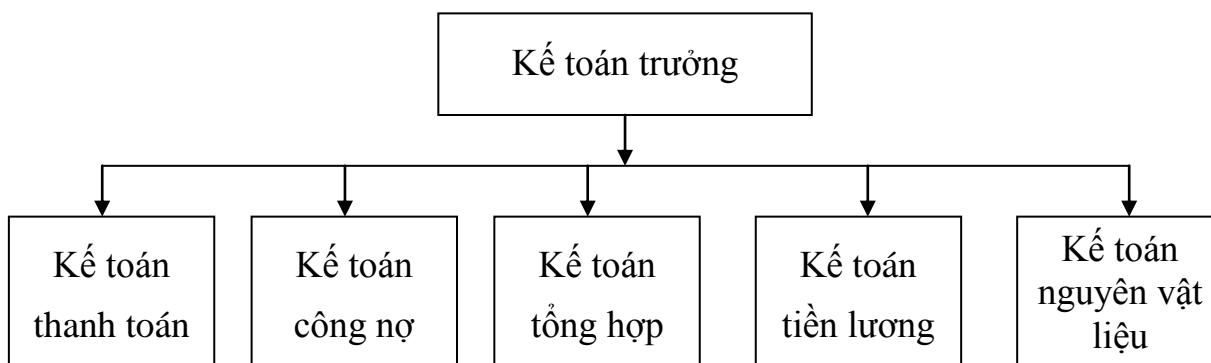 Kế toán trưởng
Kế toán
thanh toán
Kế toán
công nợ
Kế toán
tổng hợp
Kế toán
tiền lương
Kế toán
nguyên vật
liệu